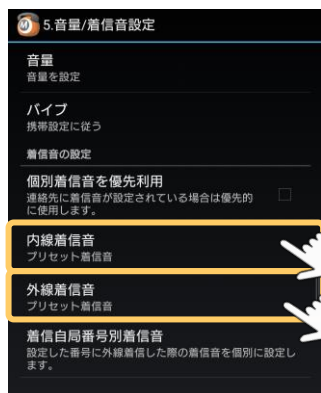 5.音量/着信音設定
音量
音量を設定
バイブ
携帯設定に従う
着信音の設定
個別着信音を優先利用
連絡先に着信音が設定されている場合は優先的
に使用します。
内線着信音
プリセット着信音
外線着信音
プリセット着信音
着信自局番号別着信音
設定した番号に外線着信した際の着信音を個別に設定し
ます。